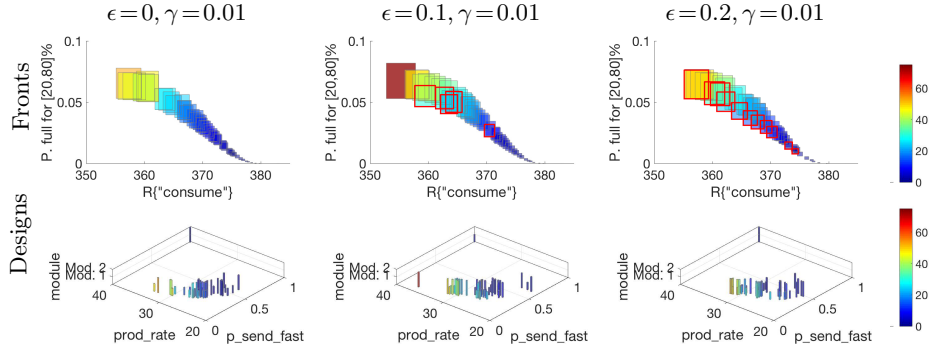 ϵ=0, γ=0.01
ϵ=0.1, γ=0.01
ϵ=0.2, γ=0.01
Fronts
P. full for [20,80]%
0.1
0.05
0
350 360 370 380
R{"consume"}
P. full for [20,80]%
0.1
0.05
0
350 360 370 380
R{"consume"}
P. full for [20,80]%
0.1
0.05
0
350 360 370 380
R{"consume"}
60
40
20
0
Designs
module
Mod. 2
Mod. 1
40
30
20
prod_rate
0
0.5
1
p_send_fast
module
Mod. 2
Mod. 1
40
30
20
prod_rate
0
0.5
1
p_send_fast
module
Mod. 2
Mod. 1
40
30
20
prod_rate
0
0.5
1
p_send_fast
60
40
20
0